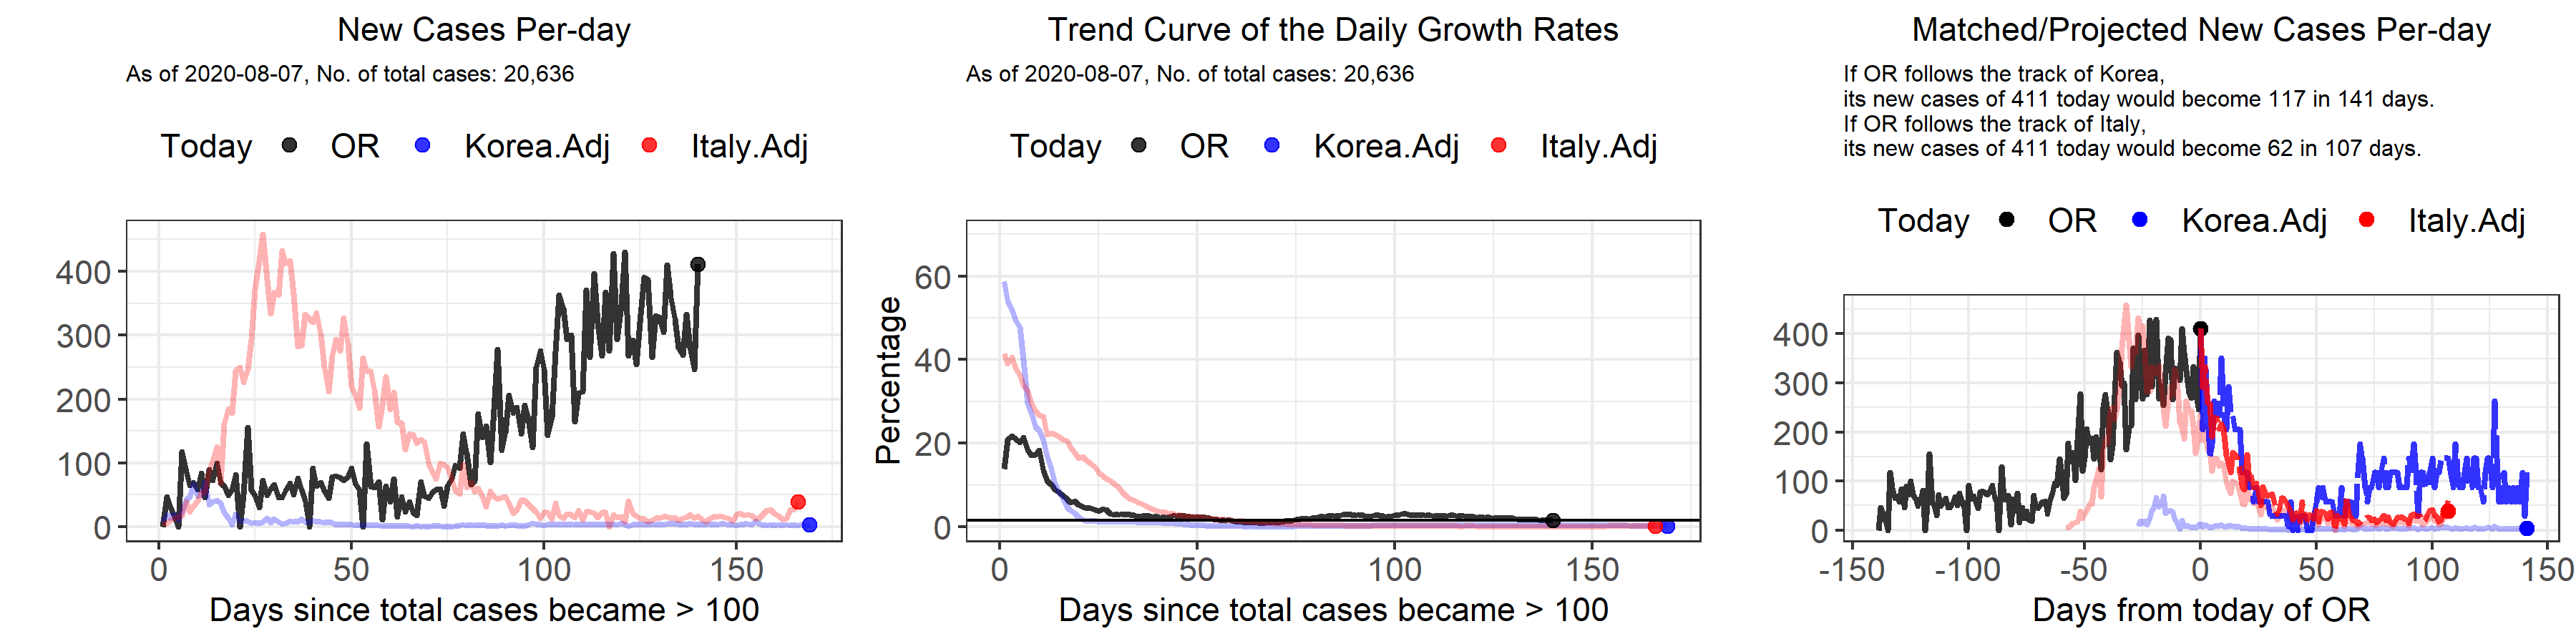 New Cases Per-day
As of 2020-08-07, No. of total cases: 20,636
Today OR Korea.Adj Italy.Adj
400
300
200
100
0
0 50 100 150
Days since total cases became > 100
Trend Curve of the Daily Growth Rates
As of 2020-08-07, No. of total cases: 20,636
Today OR Korea.Adj Italy.Adj
Percentage
60
40
20
0
0 50 100 150
Days since total cases became > 100
Matched/Projected New Cases Per-day
If OR follows the track of Korea,
its new cases of 411 today would become 117 in 141 days.
If OR follows the track of Italy,
its new cases of 411 today would become 62 in 107 days.
Today OR Korea.Adj Italy.Adj
400
300
200
100
0
-150 -100 -50 0 50 100 150
Days from today of OR